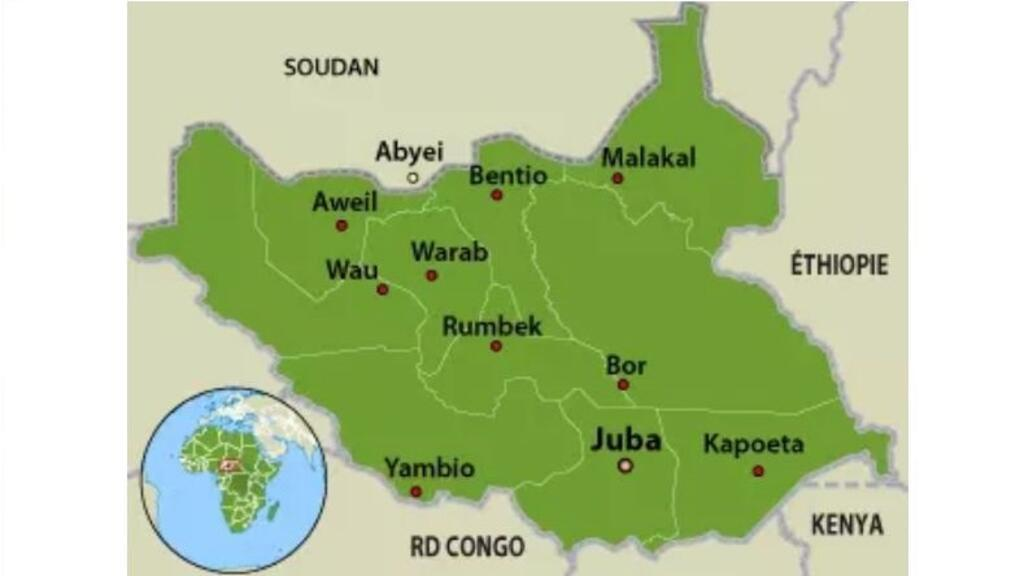 SOUDAN
Abyei
Bentio
Malakal
Aweil
Warab
Wau
ÉTHIOPIE
Rumbek
Bor
Juba
Kapoeta
Yambio
KENYA
RD CONGO